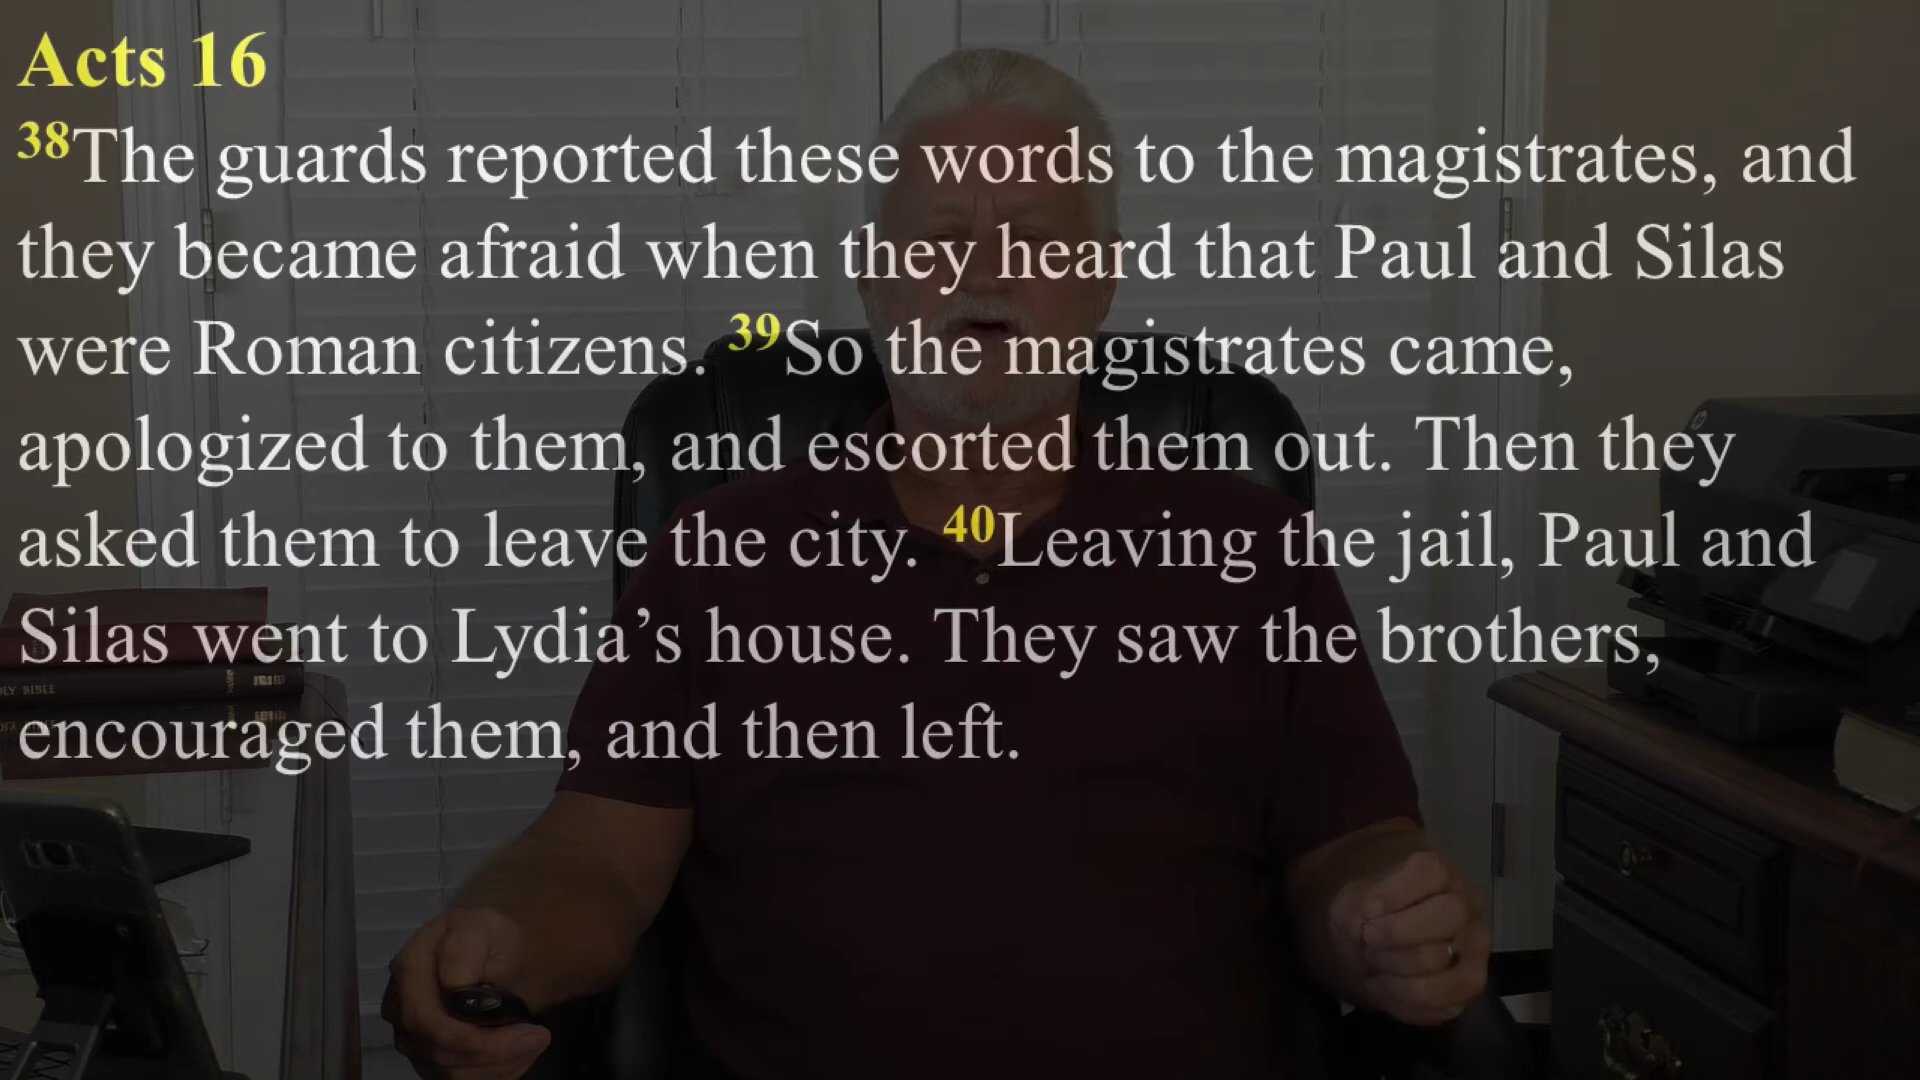 Acts 16
38The guards reported these words to the magistrates, and
they became afraid when they heard that Paul and Silas
were Roman citizens. 39So the magistrates came,
apologized to them, and escorted them out. Then they
asked them to leave the city. 40Leaving the jail, Paul and
Silas went to Lydia’s house. They saw the brothers,
encouraged them, and then left.
BIBLE